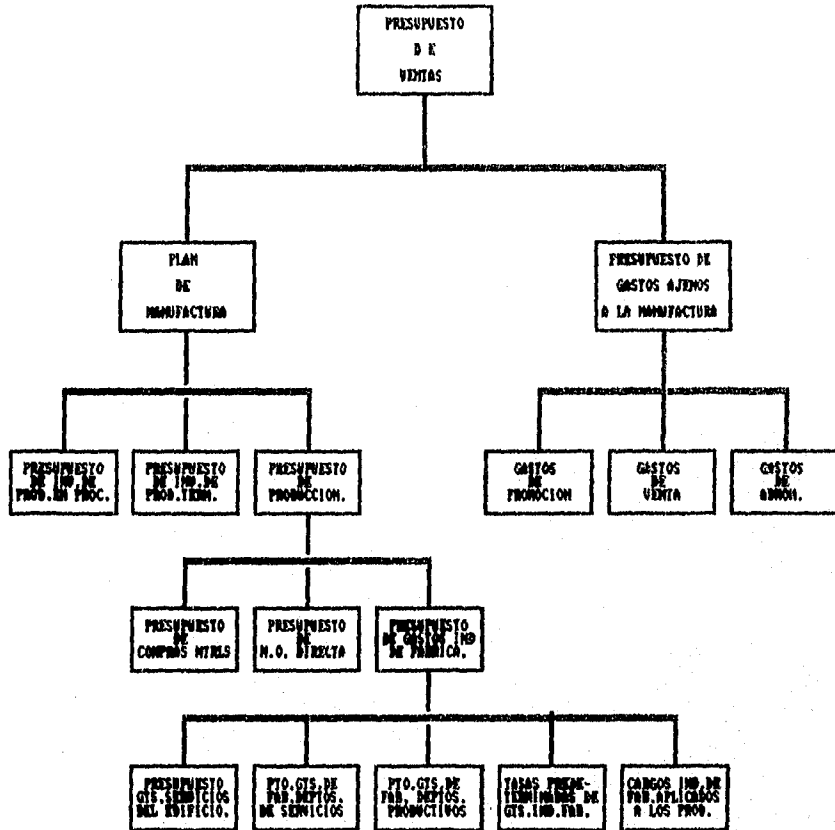 PRESUPUESTO
D E
VENTAS
PLAN
DE
MANUFACTURA
PRESUPUESTO DE
GASTOS AJENOS
A LA MANUFACTURA
PRESUPUESTO
DE INV.DE
PROD.EN PROC.
PRESUPUESTO
DE INV.DE
PROD.TERM.
PRESUPUESTO
DE
PRODUCCION.
GASTOS
DE
PROMOCION
GASTOS
DE
VENTA
GASTOS
DE
ADMON.
PRESUPUESTO
DE
COMPRAS MTRLS
PRESUPUESTO
DE
M.O. DIRECTA
PRESUPUESTO
DE GASTOS IND
DE FABRICA.
PRESUPUESTO
GTS.SERVICIOS
DEL EDIFICIO.
PTO.GTS.DE
FAB.DEPTOS.
DE SERVICIOS
PTO.GTS.DE
FAB. DEPTOS.
PRODUCTIVOS
TASAS PREDE-
TERMINADAS DE
GTS.IND.FAB.
CARGOS IND.DE
FAB.APLICADOS
A LOS PROD.